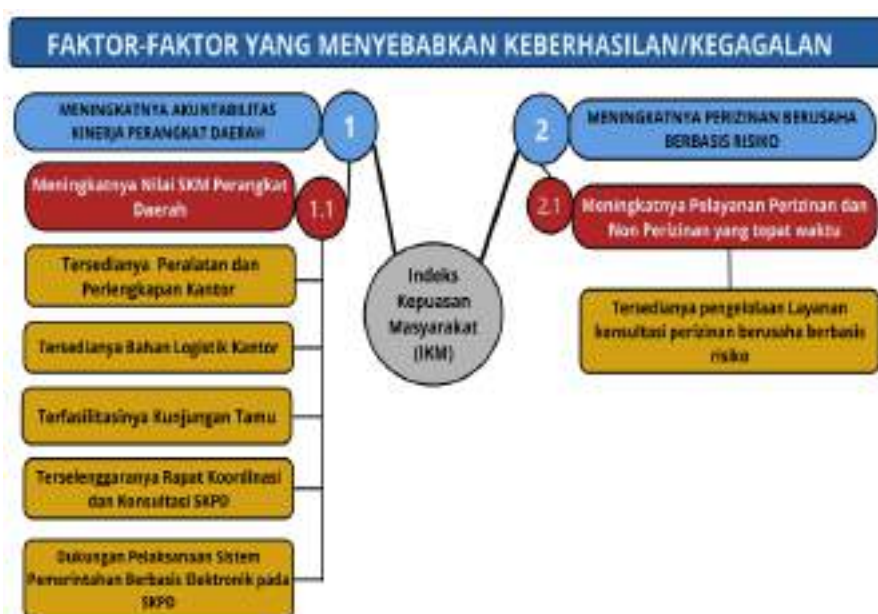 FAKTOR-FAKTOR YANG MENYEBABKAN KEBERHASILAN/KEGAGALAN
MENINGKATNYA AKUNTABILITAS
KINERJA PERANGKAT DAERAH
1
Meningkatnya Nilai SKM Perangkat
Daerah
1.1
Tersedianya Peralatan dan
Perlengkapan Kantor
Tersedianya Bahan Logistik Kantor
Terfasilitasinya Kunjungan Tamu
Terselenggaranya Rapat Koordinasi
dan Konsultasi SKPD
Dukungan Pelaksanaan Sistem
Pemerintahan Berbasis Elektronik pada
SKPD
Indeks
Kepuasan
Masyarakat
(IKM)
2
MENINGKATNYA PERIZINAN BERUSAHA
BERBASIS RISIKO
2.1
Meningkatnya Pelayanan Perizinan dan
Non Perizinan yang tepat waktu
Tersedianya pengelolaan Layanan
konsultasi perizinan berusaha berbasis
risiko